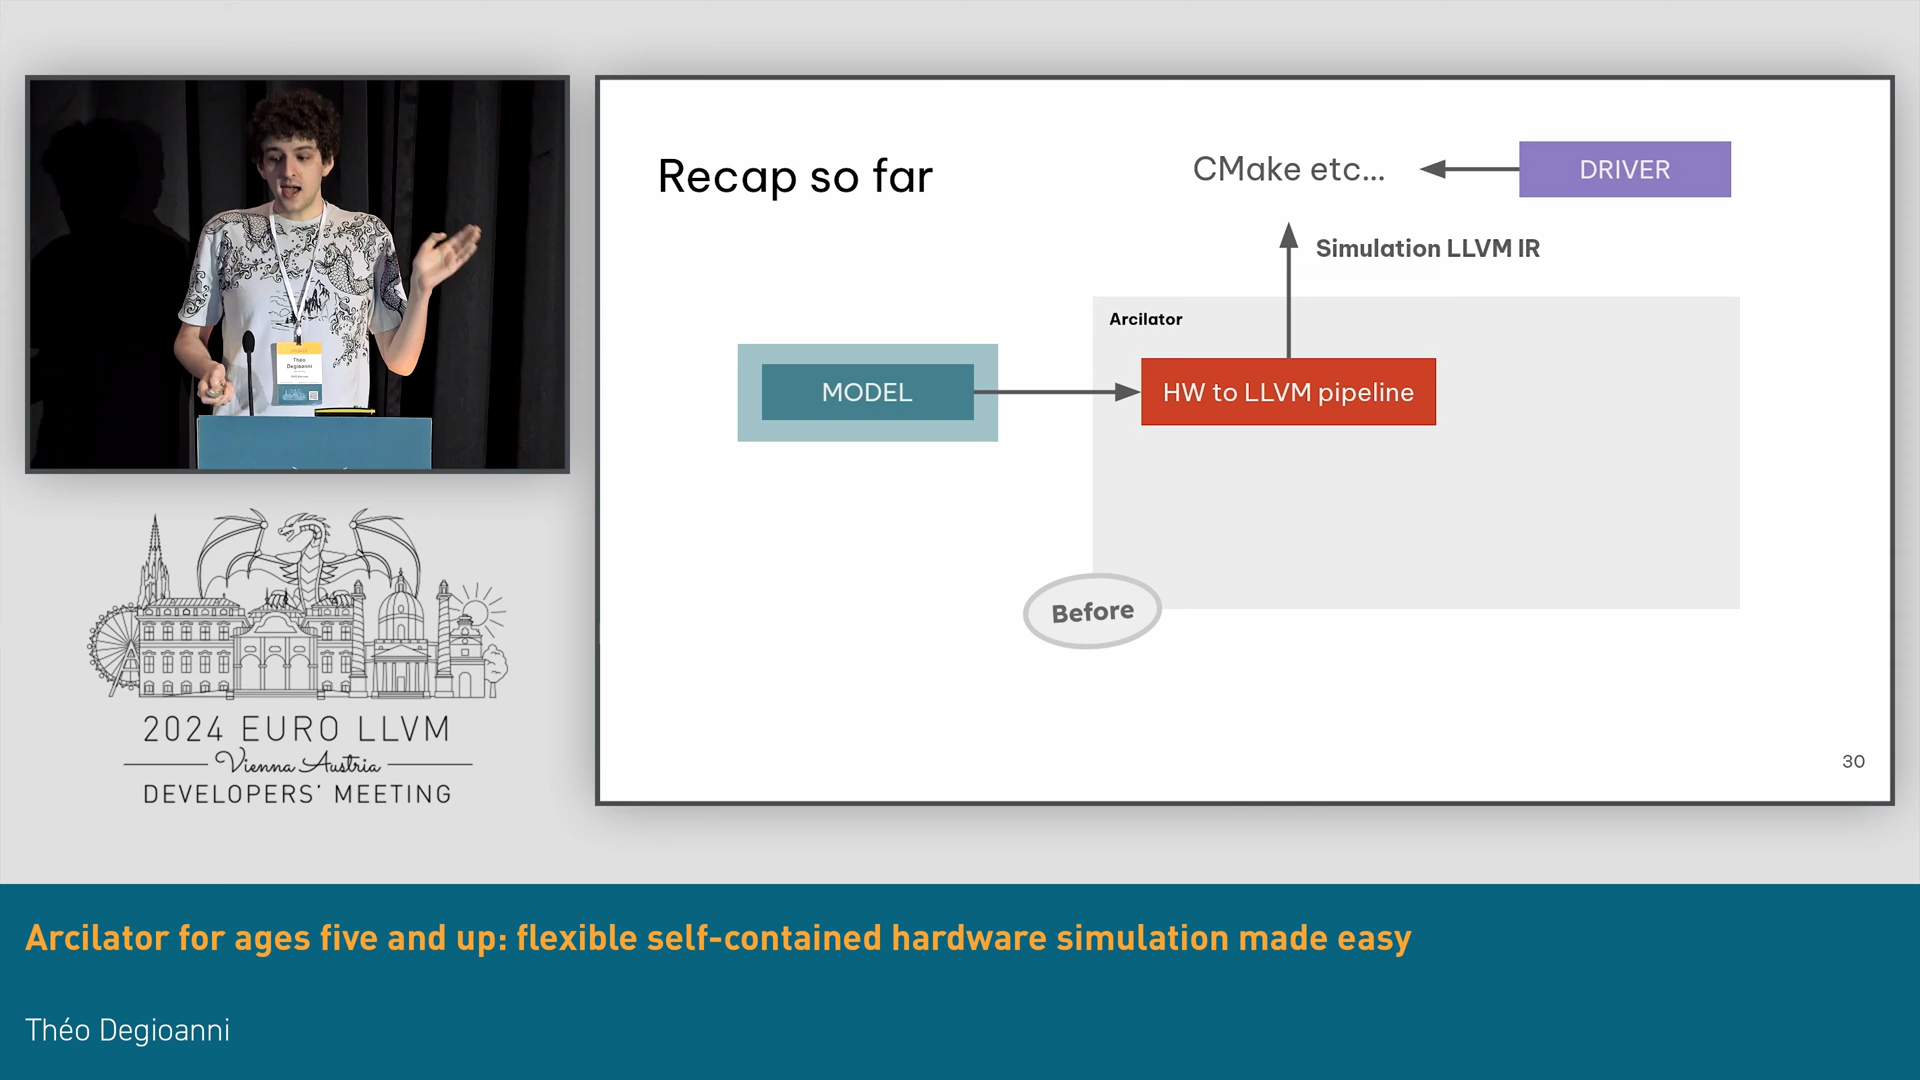 Recap so far
CMake etc...
DRIVER
Simulation LLVM IR
Arcilator
MODEL
HW to LLVM pipeline
Before
30
Théo
Degioanni
2024 EURO LLVM
Vienna Austria
DEVELOPERS' MEETING
Arcilator for ages five and up: flexible self-contained hardware simulation made easy
Théo Degioanni